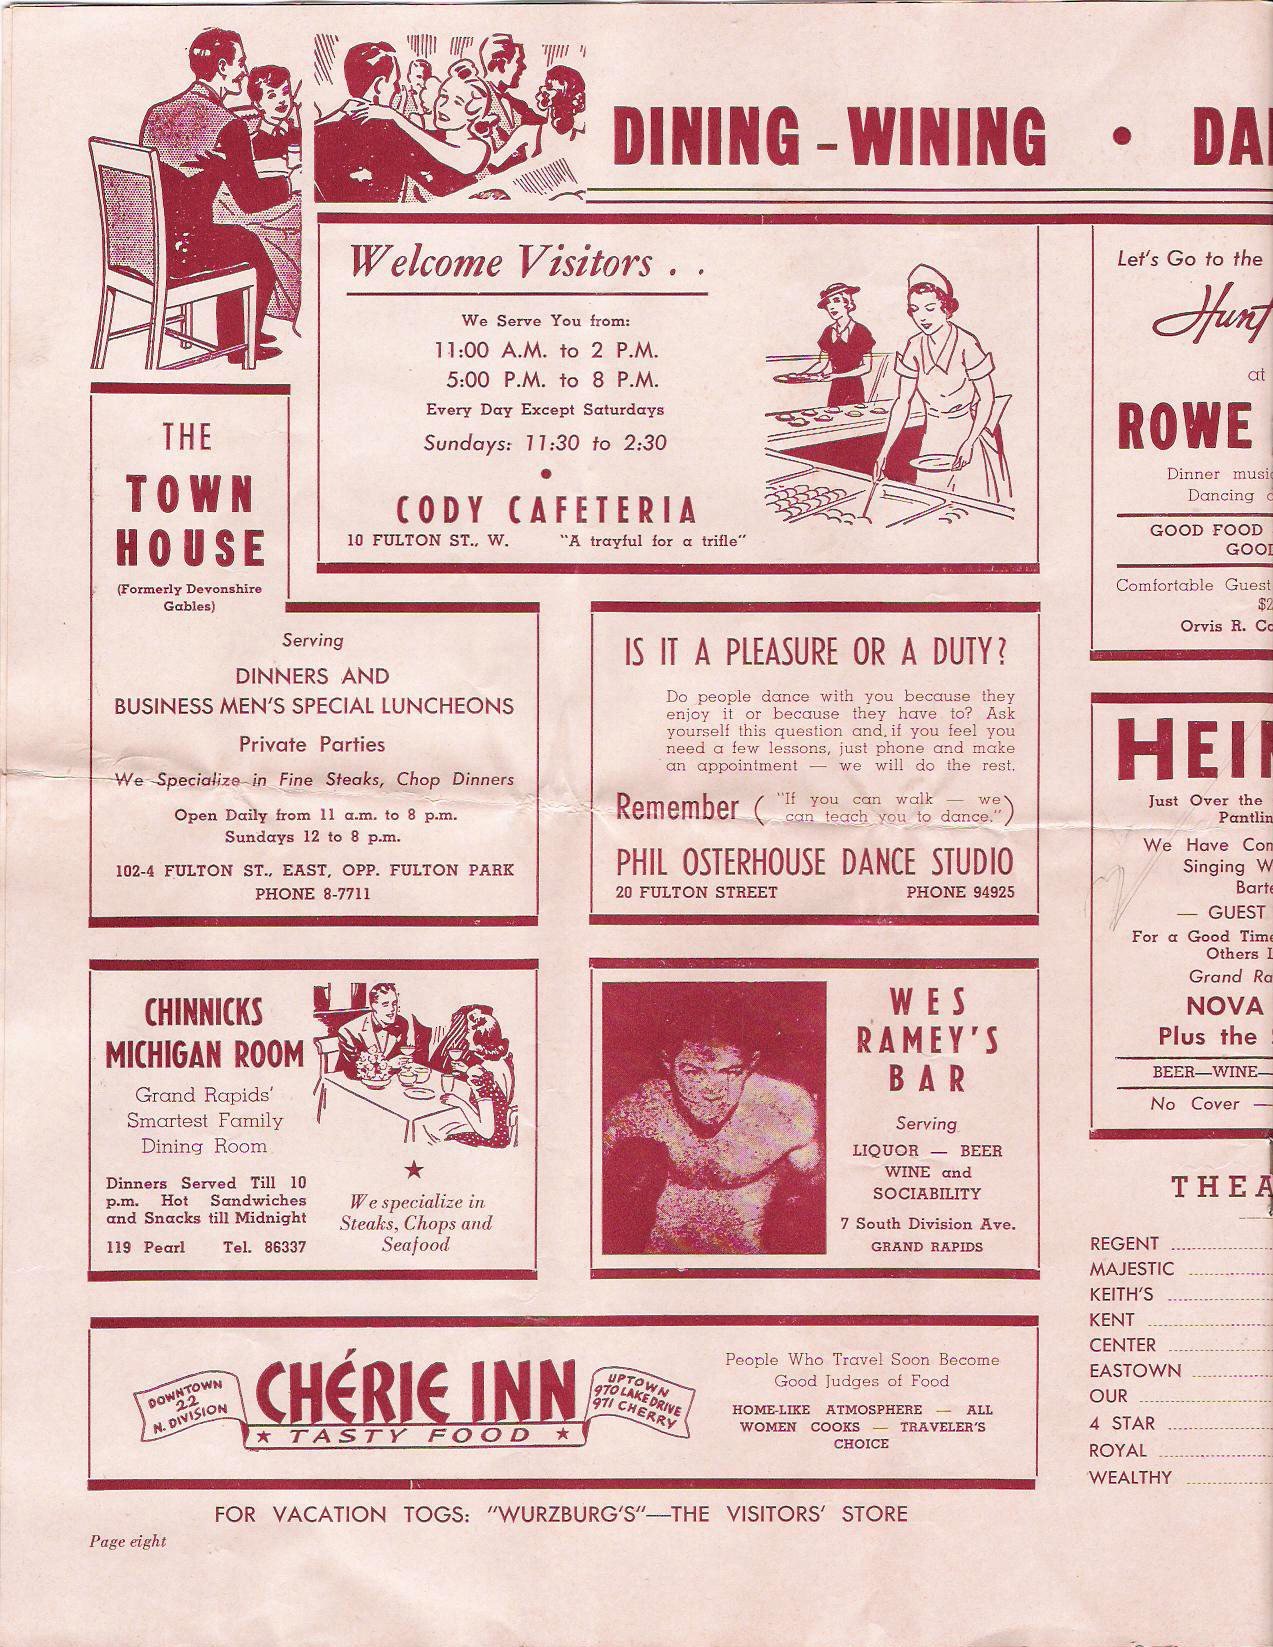 DINING - WINING • DA
Welcome Visitors . .
We Serve You from:
11:00 A.M. to 2 P.M.
5:00 P.M. to 8 P.M.
Every Day Except Saturdays
Sundays: 11:30 to 2:30
•
CODY CAFETERIA
10 FULTON ST., W. "A trayful for a trifle"
THE
TOWN
HOUSE
(Formerly Devonshire
Gables)
Serving
DINNERS AND
BUSINESS MEN'S SPECIAL LUNCHEONS
Private Parties
We Specialize in Fine Steaks, Chop Dinners
Open Daily from 11 a.m. to 8 p.m.
Sundays 12 to 8 p.m.
102-4 FULTON ST., EAST, OPP. FULTON PARK
PHONE 8-7711
IS IT A PLEASURE OR A DUTY?
Do people dance with you because they
enjoy it or because they have to? Ask
yourself this question and, if you feel you
need a few lessons, just phone and make
an appointment — we will do the rest.
Remember ( "If you can walk — we
can teach you to dance." )
PHIL OSTERHOUSE DANCE STUDIO
20 FULTON STREET PHONE 94925
CHINNICKS
MICHIGAN ROOM
Grand Rapids'
Smartest Family
Dining Room
Dinners Served Till 10
p.m. Hot Sandwiches
and Snacks till Midnight
119 Pearl Tel. 86337
★
We specialize in
Steaks, Chops and
Seafood
WES
RAMEY'S
BAR
Serving
LIQUOR — BEER
WINE and
SOCIABILITY
7 South Division Ave.
GRAND RAPIDS
DOWNTOWN
22
N. DIVISION
CHÉRIE INN
★ TASTY FOOD ★
UPTOWN
970 LAKE DRIVE
971 CHERRY
People Who Travel Soon Become
Good Judges of Food
HOME-LIKE ATMOSPHERE — ALL
WOMEN COOKS — TRAVELER'S
CHOICE
FOR VACATION TOGS: "WURZBURG'S"—THE VISITORS' STORE
Page eight
Let's Go to the
Hunt
at
ROWE
Dinner musi
Dancing
GOOD FOOD
GOO
Comfortable Guest
$2
Orvis R. Co
HEIN
Just Over the
Pantlin
We Have Con
Singing W
Barte
— GUEST
For a Good Time
Others
Grand Ra
NOVA
Plus the
BEER—WINE—
No Cover —
THEA
REGENT
MAJESTIC
KEITH'S
KENT
CENTER
EASTOWN
OUR
4 STAR
ROYAL
WEALTHY